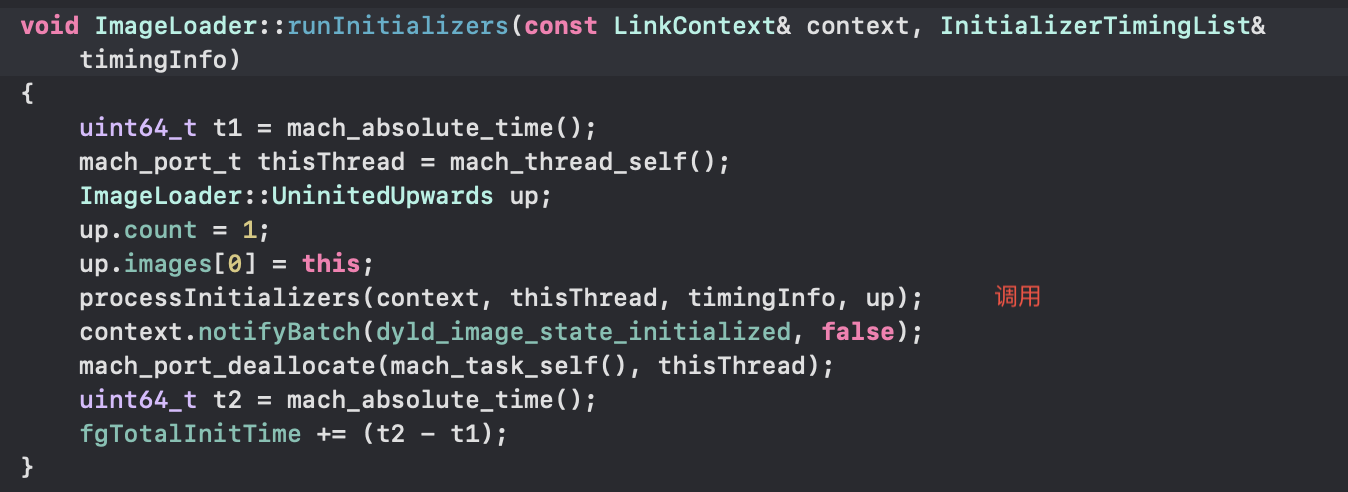 void ImageLoader::runInitializers(const LinkContext& context, InitializerTimingList&
timingInfo)
{
uint64_t t1 = mach_absolute_time();
mach_port_t thisThread = mach_thread_self();
ImageLoader::UninitedUpwards up;
up.count = 1;
up.images[0] = this;
processInitializers(context, thisThread, timingInfo, up); 调用
context.notifyBatch(dyld_image_state_initialized, false);
mach_port_deallocate(mach_task_self(), thisThread);
uint64_t t2 = mach_absolute_time();
fgTotalInitTime += (t2 - t1);
}